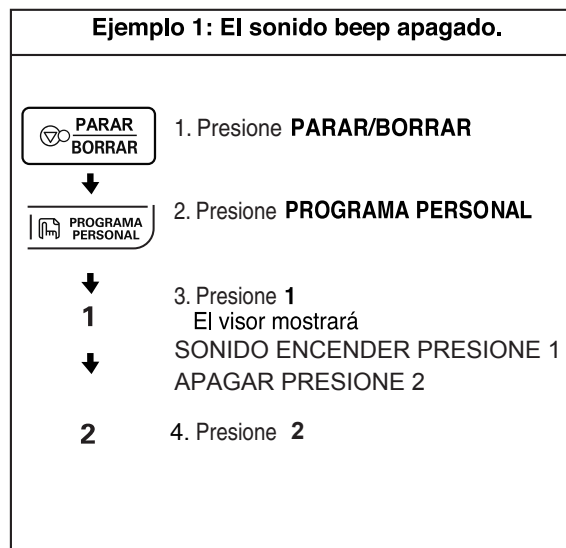 Ejemplo 1: El sonido beep apagado.
PARAR
BORRAR
1. Presione PARAR/BORRAR
PROGRAMA
PERSONAL
2. Presione PROGRAMA PERSONAL
1
3. Presione 1
El visor mostrará
SONIDO ENCENDER PRESIONE 1
APAGAR PRESIONE 2
2
4. Presione 2